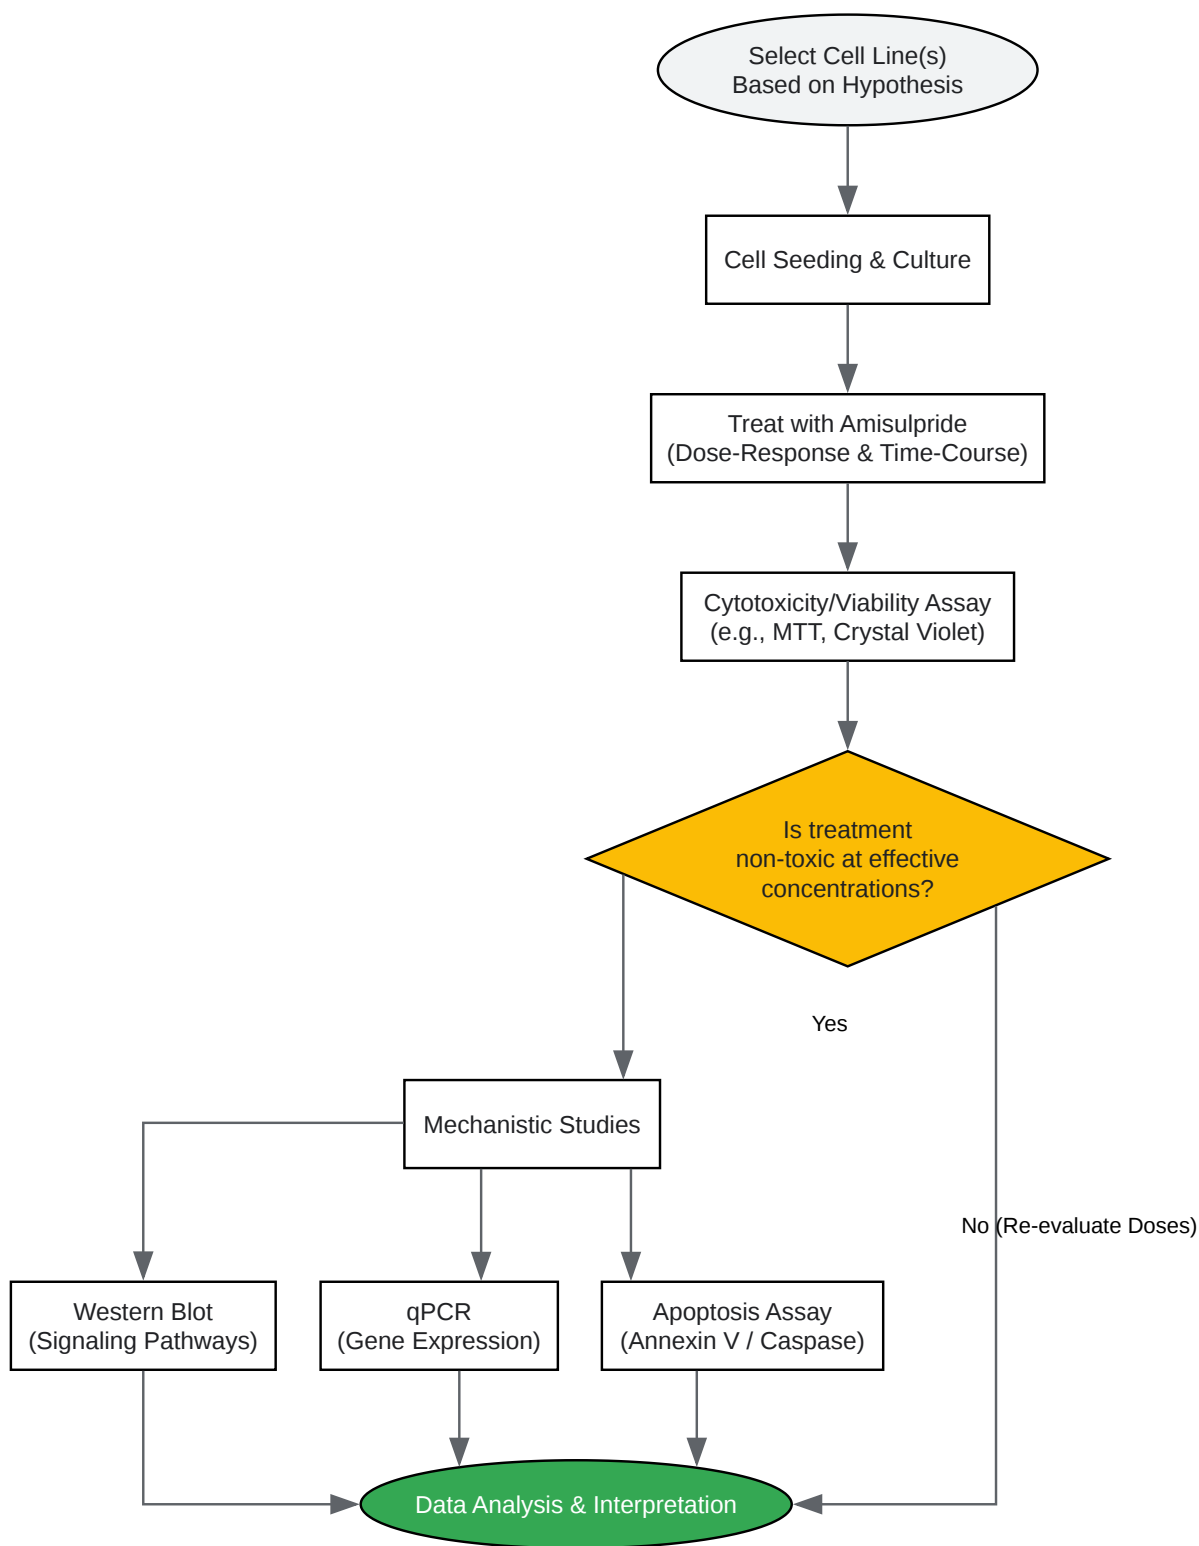 Select Cell Line(s)
Based on Hypothesis
Cell Seeding & Culture
Treat with Amisulpride
(Dose-Response & Time-Course)
Cytotoxicity/Viability Assay
(e.g., MTT, Crystal Violet)
Is treatment
non-toxic at effective
concentrations?
Yes
Mechanistic Studies
No (Re-evaluate Doses)
Western Blot
(Signaling Pathways)
qPCR
(Gene Expression)
Apoptosis Assay
(Annexin V / Caspase)
Data Analysis & Interpretation